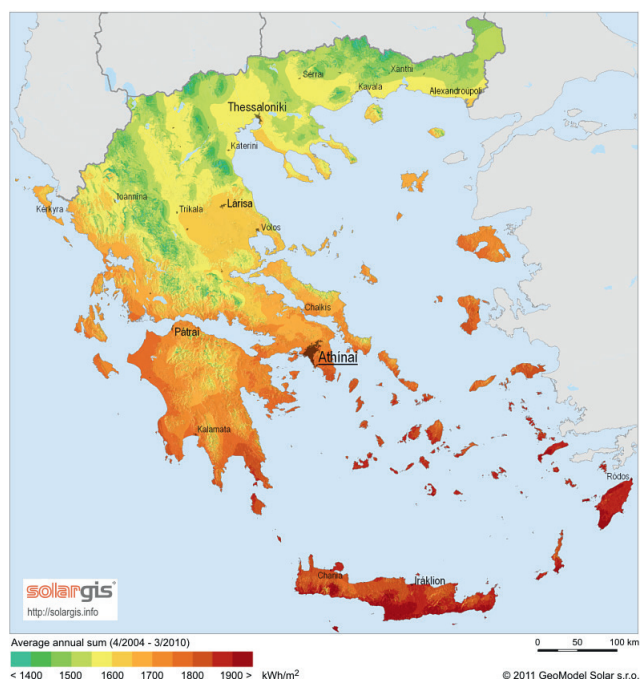 Xanthi
Serrai
Kavala
Alexandroupoli
Thessaloniki
Katerini
Ioannina
Kerkyra
Trikala
Larisa
Volos
Chalkis
Patrai
Athinai
Kalamata
Rodos
Chania
Iraklion
solargis
http://solargis.info
Average annual sum (4/2004 - 3/2010)
0 50 100 km
< 1400 1500 1600 1700 1800 1900 > kWh/m²
© 2011 GeoModel Solar s.r.o.